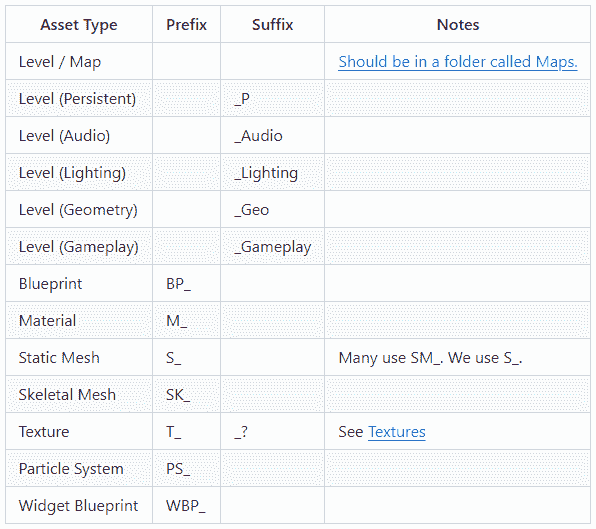 Asset Type Prefix Suffix Notes
Level / Map Should be in a folder called Maps.
Level (Persistent) _P
Level (Audio) _Audio
Level (Lighting) _Lighting
Level (Geometry) _Geo
Level (Gameplay) _Gameplay
Blueprint BP_
Material M_
Static Mesh S_ Many use SM_. We use S_.
Skeletal Mesh SK_
Texture T_ _? See Textures
Particle System PS_
Widget Blueprint WBP_